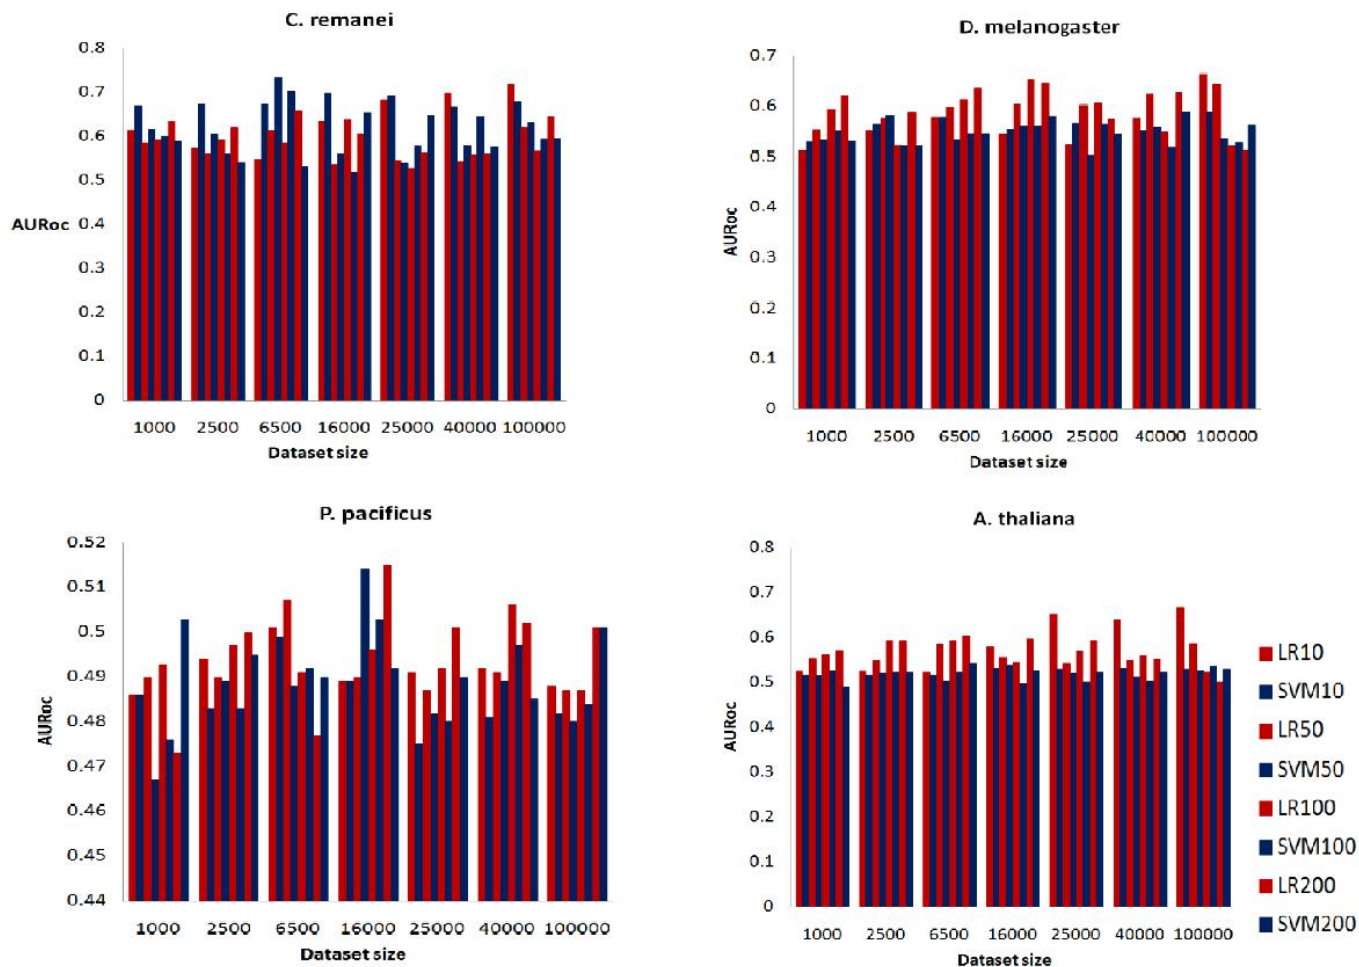 C. remanei
0.8
0.7
0.6
0.5
AURoc 0.4
0.3
0.2
0.1
0
1000 2500 6500 16000 25000 40000 100000
Dataset size
D. melanogaster
0.7
0.6
0.5
0.4
AURoc
0.3
0.2
0.1
0
1000 2500 6500 16000 25000 40000 100000
Dataset size
P. pacificus
0.52
0.51
0.5
0.49
AURoc
0.48
0.47
0.46
0.45
0.44
1000 2500 6500 16000 25000 40000 100000
Dataset size
A. thaliana
0.8
0.7
0.6
0.5
AURoc
0.4
0.3
0.2
0.1
0
1000 2500 6500 16000 25000 40000 100000
Dataset size
LR10
SVM10
LR50
SVM50
LR100
SVM100
LR200
SVM200